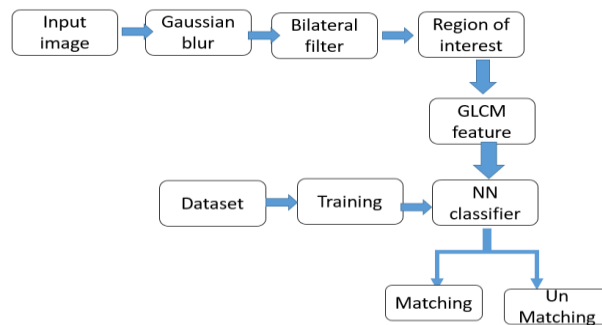 Input
image
Gaussian
blur
Bilateral
filter
Region of
interest
GLCM
feature
Dataset
Training
NN
classifier
Matching
Un
Matching